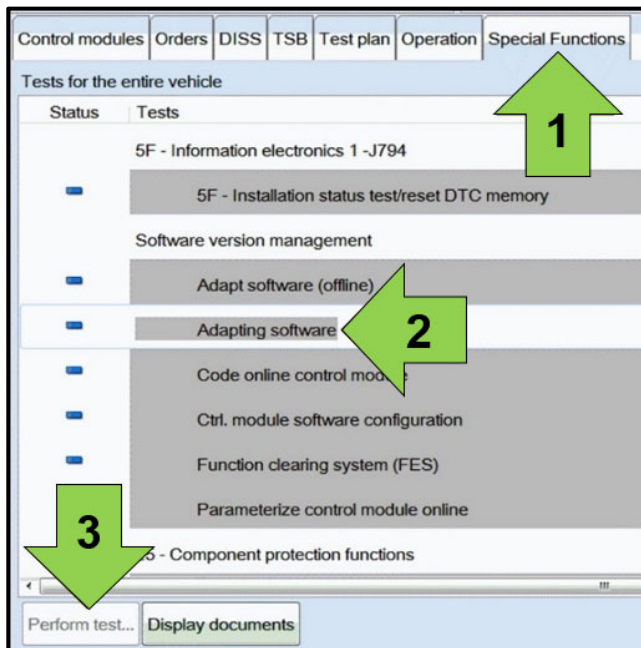 Control modules Orders DISS TSB Test plan Operation Special Functions
Tests for the entire vehicle
Status Tests
1
5F - Information electronics 1 -J794
5F - Installation status test/reset DTC memory
Software version management
Adapt software (offline)
Adapting software
2
Code online control module
Ctrl. module software configuration
Function clearing system (FES)
Parameterize control module online
3
5 - Component protection functions
Perform test... Display documents